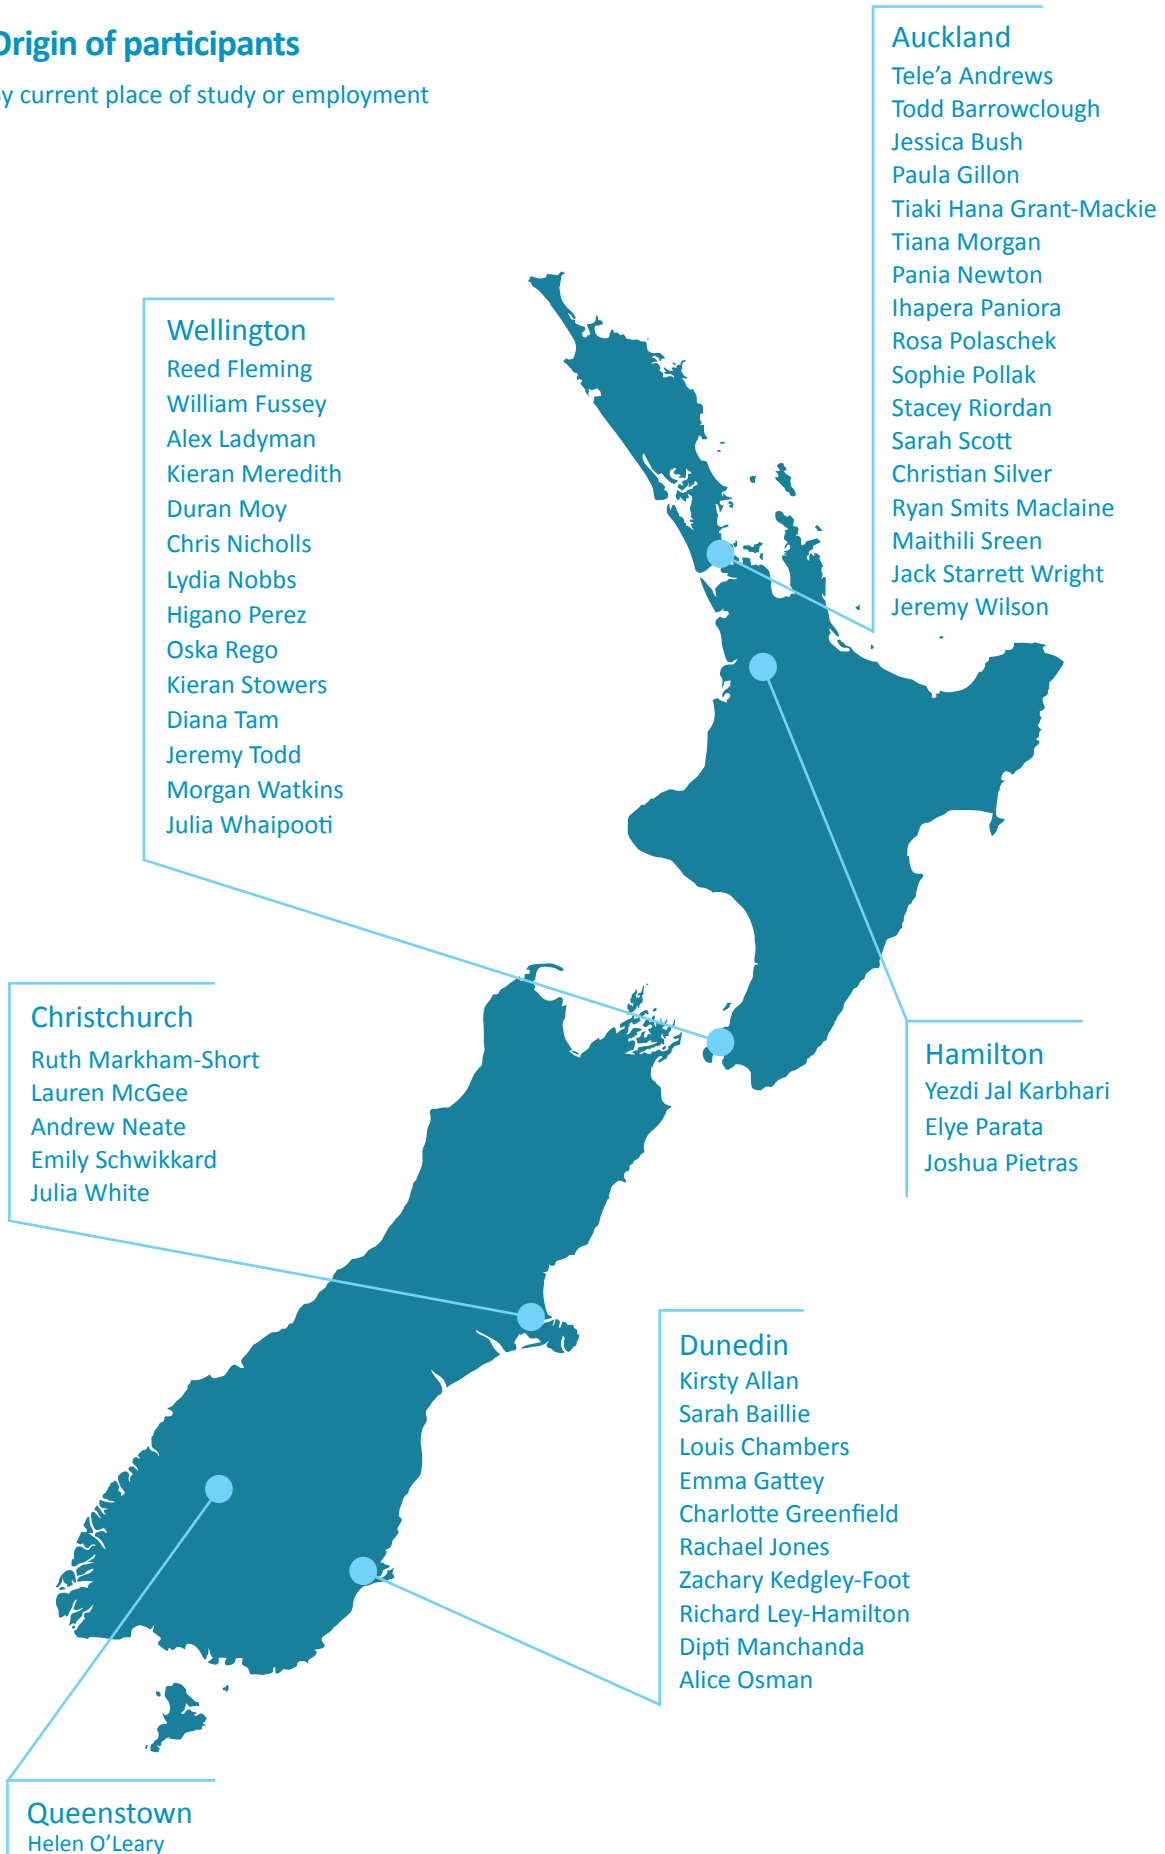 Origin of participants
By current place of study or employment
Auckland
Tele’a Andrews
Todd Barrowclough
Jessica Bush
Paula Gillon
Tiaki Hana Grant-Mackie
Tiana Morgan
Pania Newton
Ihapera Paniora
Rosa Polaschek
Sophie Pollak
Stacey Riordan
Sarah Scott
Christian Silver
Ryan Smits Maclaine
Maithili Sreen
Jack Starrett Wright
Jeremy Wilson
Wellington
Reed Fleming
William Fussey
Alex Ladyman
Kieran Meredith
Duran Moy
Chris Nicholls
Lydia Nobbs
Higano Perez
Oska Rego
Kieran Stowers
Diana Tam
Jeremy Todd
Morgan Watkins
Julia Whaipooti
Christchurch
Ruth Markham-Short
Lauren McGee
Andrew Neate
Emily Schwikkard
Julia White
Hamilton
Yezdi Jal Karbhari
Elye Parata
Joshua Pietras
Dunedin
Kirsty Allan
Sarah Baillie
Louis Chambers
Emma Gattey
Charlotte Greenfield
Rachael Jones
Zachary Kedgley-Foot
Richard Ley-Hamilton
Dipti Manchanda
Alice Osman
Queenstown
Helen O’Leary